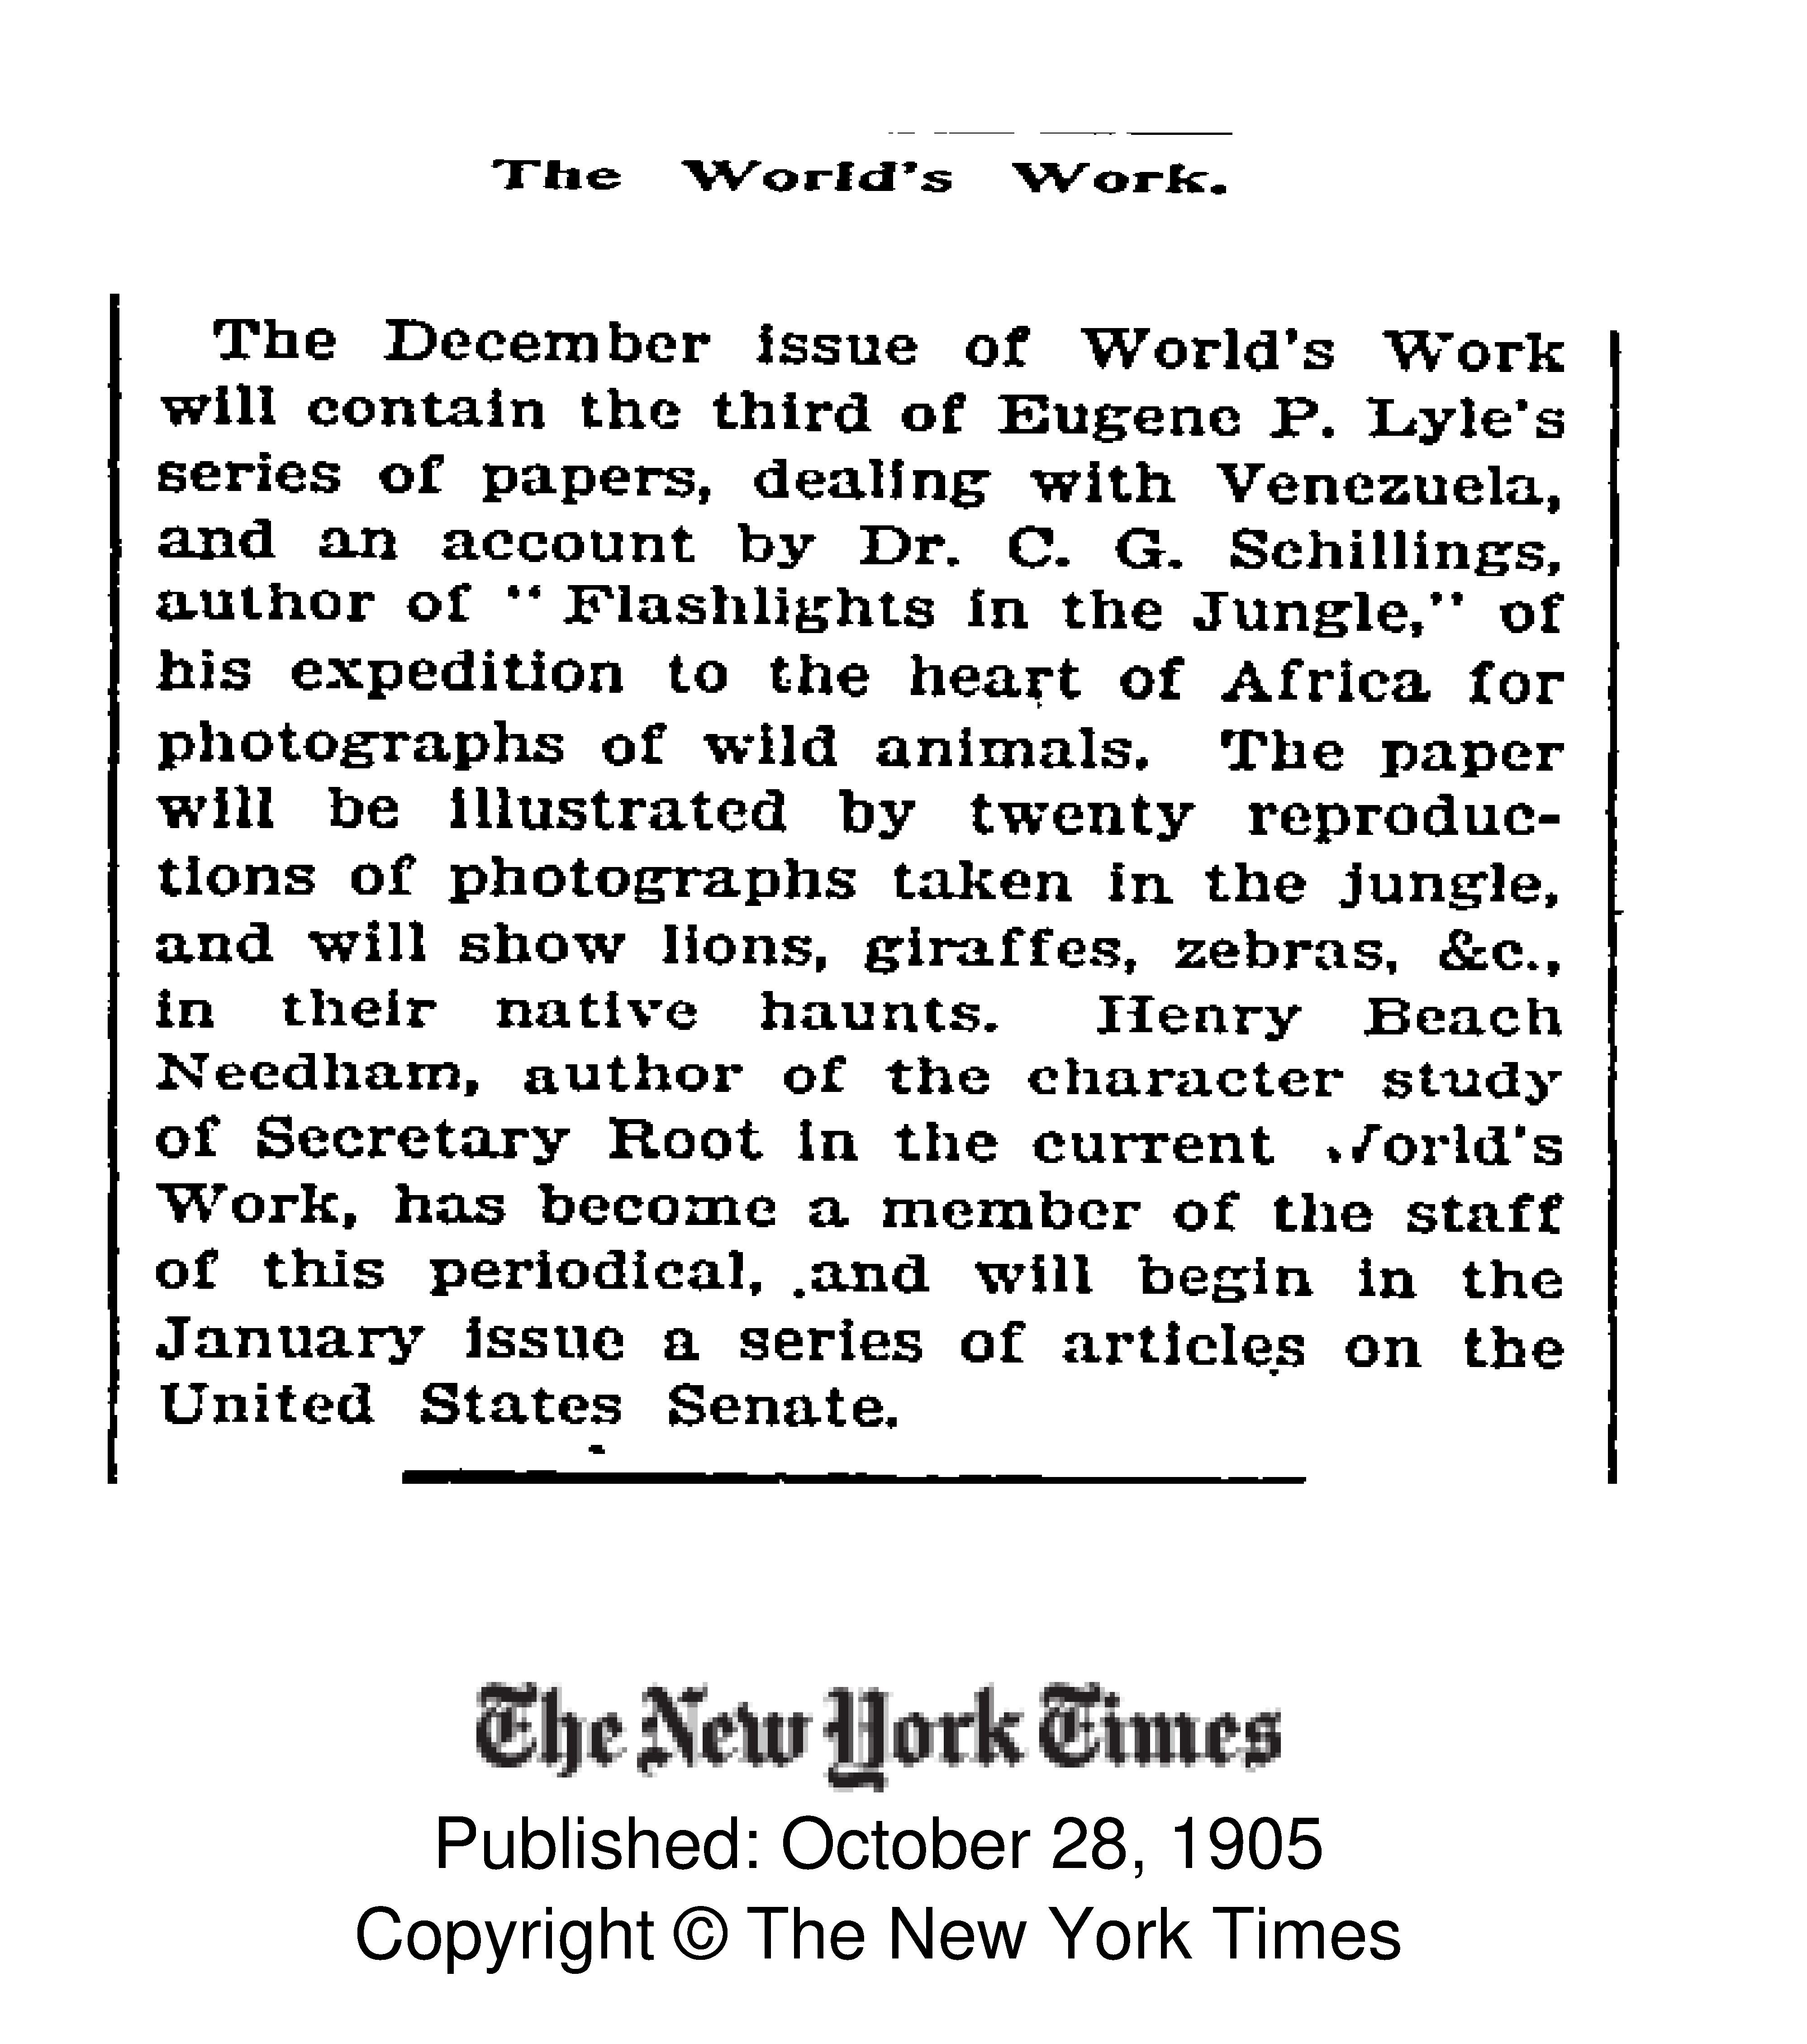 The World's Work.
The December issue of World's Work
will contain the third of Eugene P. Lyle's
series of papers, dealing with Venezuela,
and an account by Dr. C. G. Schillings,
author of "Flashlights in the Jungle," of
his expedition to the heart of Africa for
photographs of wild animals. The paper
will be illustrated by twenty reproduc-
tions of photographs taken in the jungle,
and will show lions, giraffes, zebras, &c.,
in their native haunts. Henry Beach
Needham, author of the character study
of Secretary Root in the current World's
Work, has become a member of the staff
of this periodical, and will begin in the
January issue a series of articles on the
United States Senate.
The New York Times
Published: October 28, 1905
Copyright © The New York Times